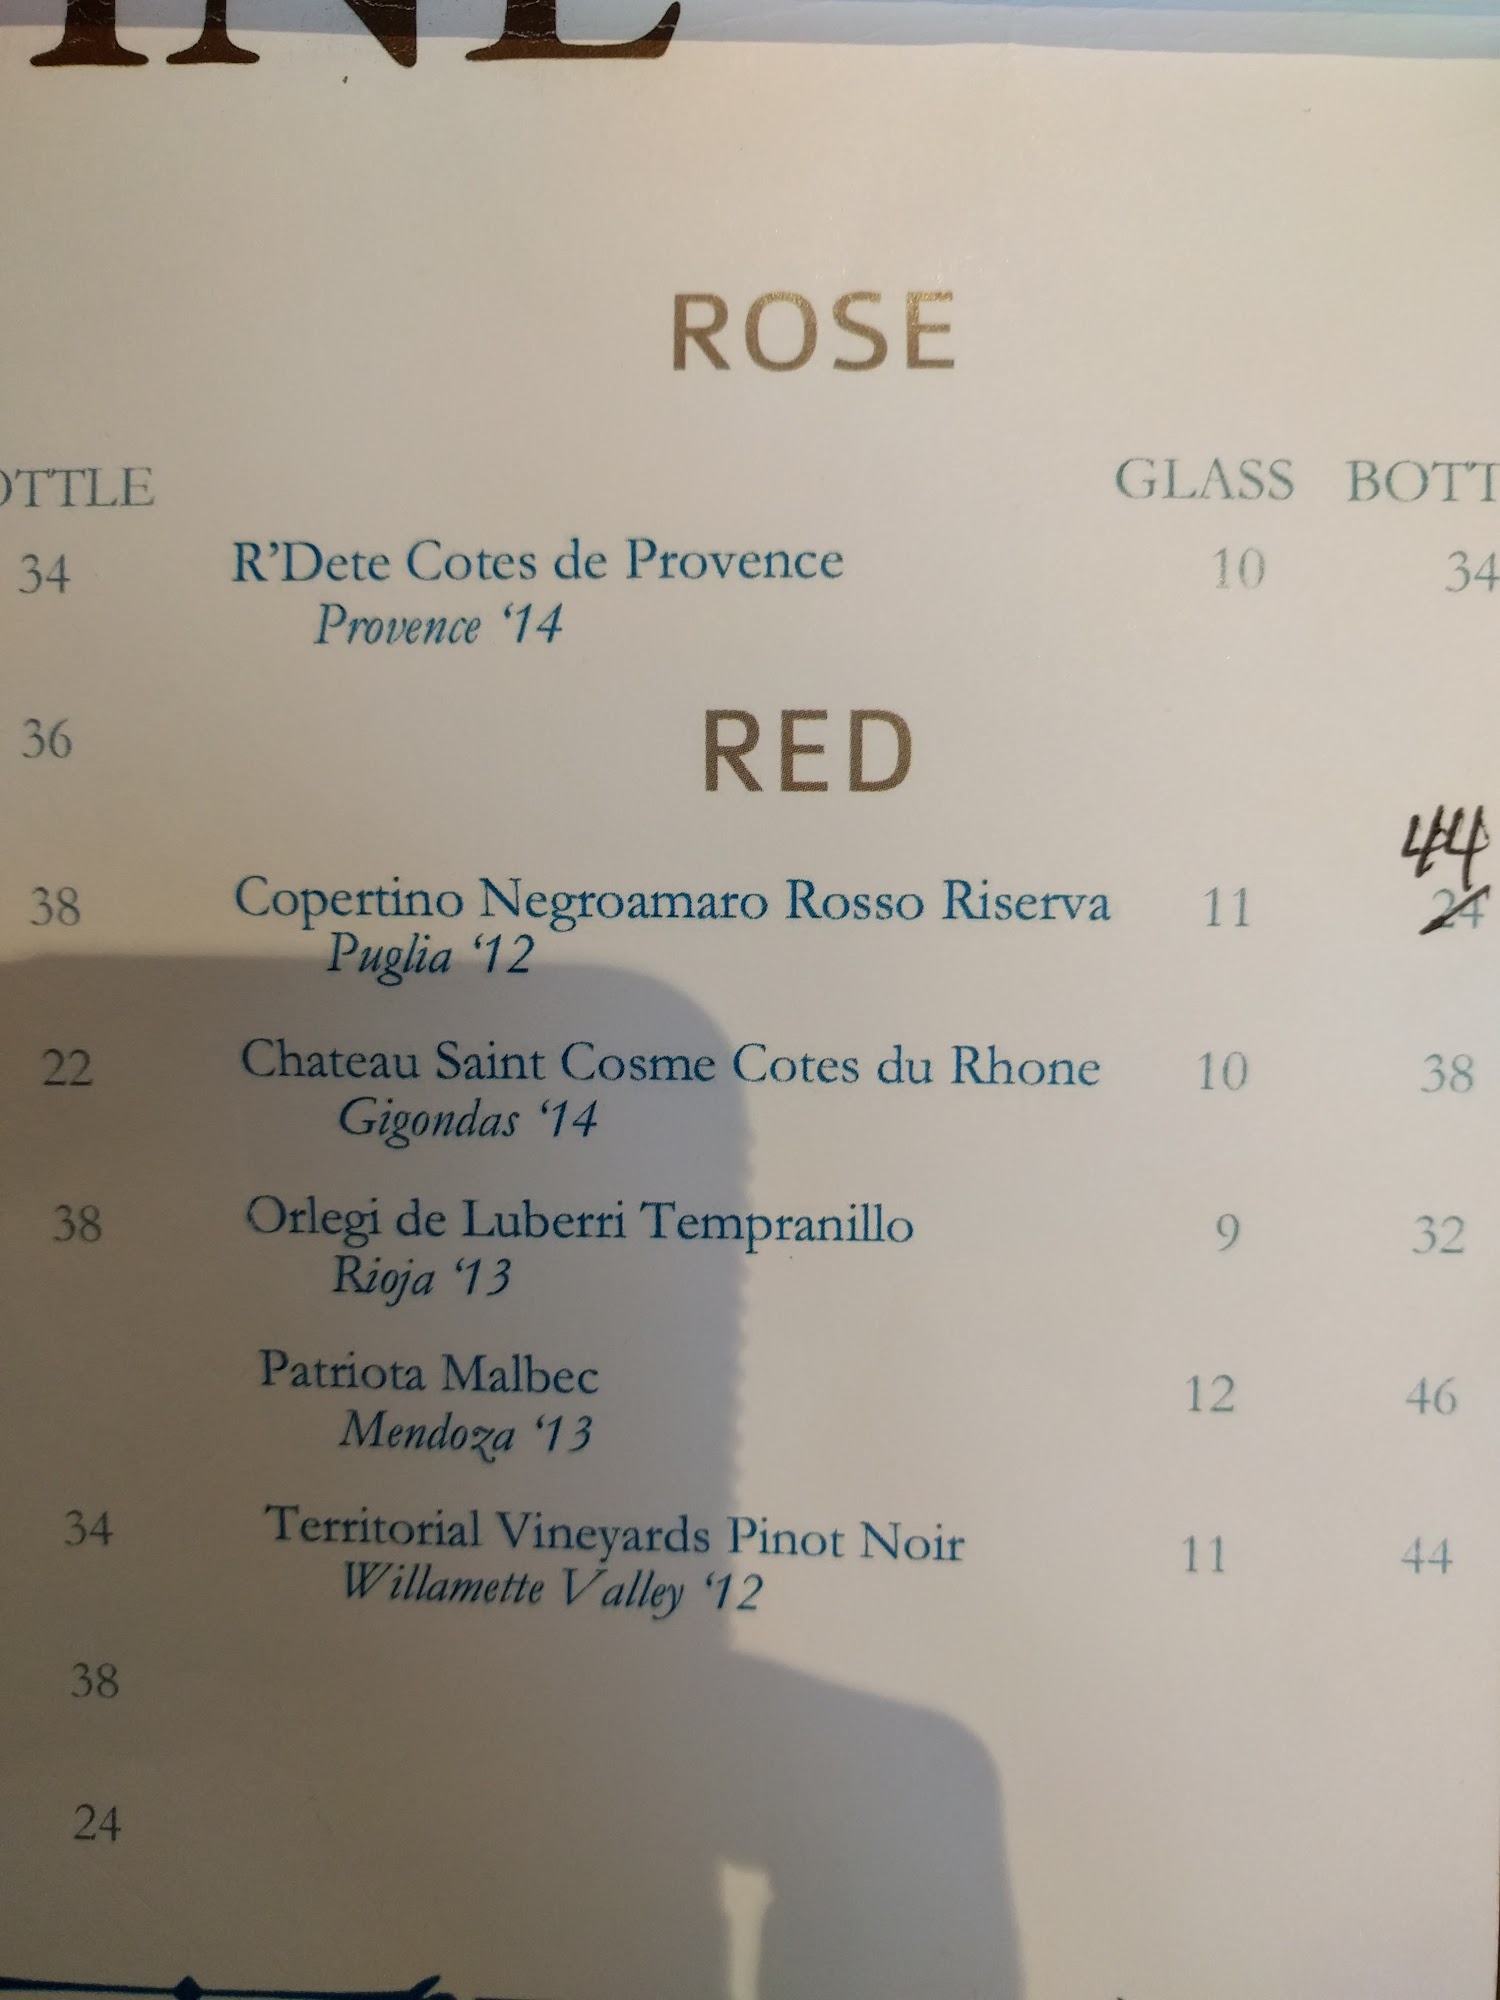 INE
ROSE
OTTLE GLASS BOTT
34 R'Dete Cotes de Provence 10 34
Provence '14
36 RED
44
38 Copertino Negroamaro Rosso Riserva 11 24
Puglia '12
22 Chateau Saint Cosme Cotes du Rhone 10 38
Gigondas '14
38 Orlegi de Luberri Tempranillo 9 32
Rioja '13
Patriota Malbec 12 46
Mendoza '13
34 Territorial Vineyards Pinot Noir 11 44
Willamette Valley '12
38
24